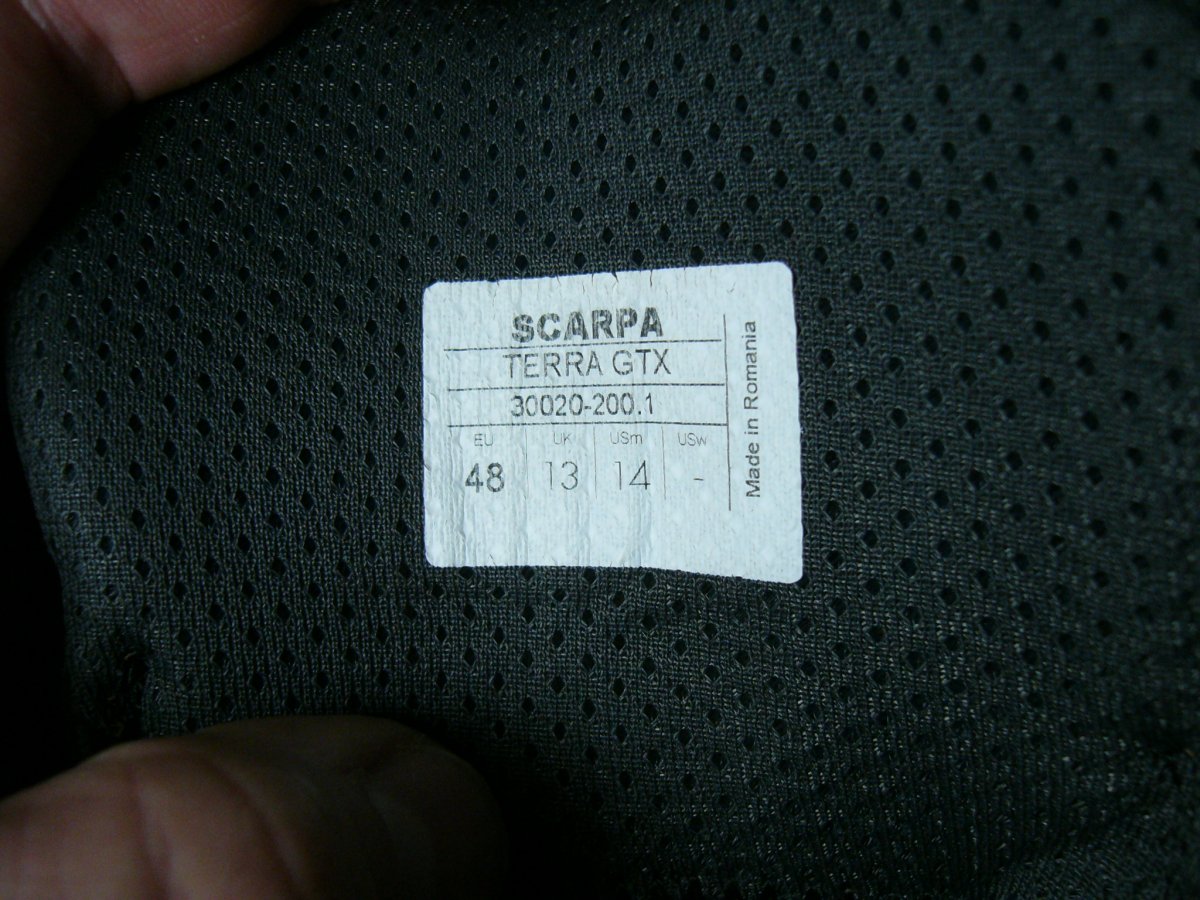 SCARPA
TERRA GTX
30020-200.1
EU UK USm USw
48 13 14 -
Made in Romania